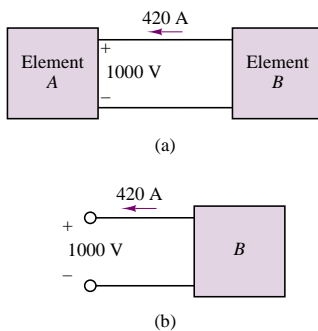 420 A
+
Element
A
1000 V
Element
B
−
(a)
420 A
+
1000 V
B
−
(b)